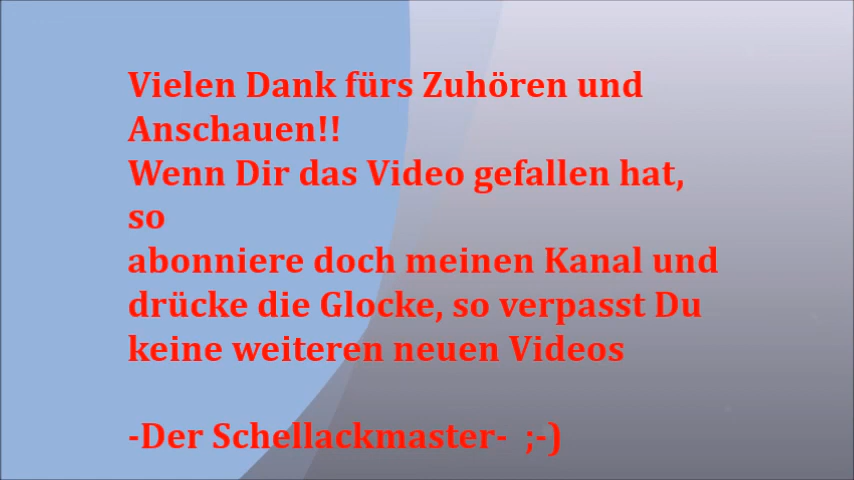 Vielen Dank fürs Zuhören und
Anschauen!!
Wenn Dir das Video gefallen hat,
so
abonniere doch meinen Kanal und
drücke die Glocke, so verpasst Du
keine weiteren neuen Videos
-Der Schellackmaster-  ;-)